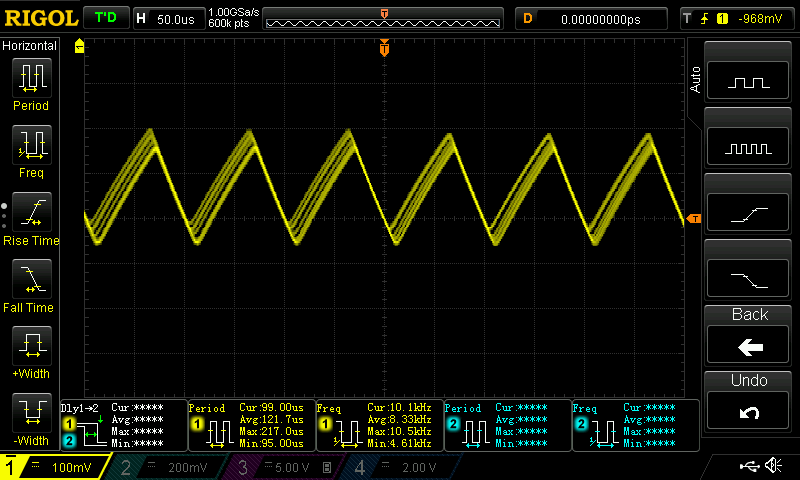 RIGOL T'D H 50.0us 1.00GSa/s 600k pts T D 0.00000000ps T 1 -968mV
Horizontal
Period
Freq
Rise Time
Fall Time
+Width
-Width
T
T
Auto
Back
Undo
Dly1→2 Cur:***** Avg:***** Max:***** Min:*****
1
2
Period Cur:99.00us Avg:121.7us Max:217.0us Min:95.00us
1
Freq Cur:10.1kHz Avg:8.33kHz Max:10.5kHz Min:4.61kHz
1
Period Cur:***** Avg:***** Max:***** Min:*****
2
Freq Cur:***** Avg:***** Max:***** Min:*****
2
1 100mV 2 200mV 3 5.00 V B 4 2.00 V